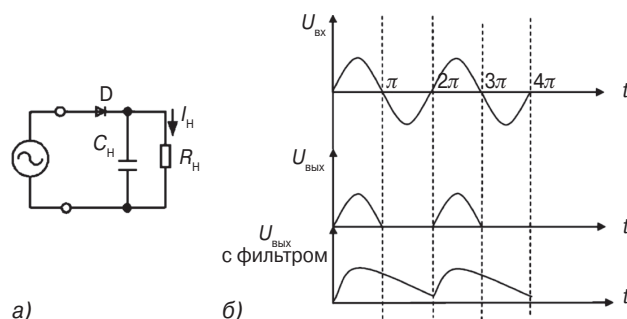 U вх
π 2π 3π 4π t
D
I н
C н
R н
U вых
t
U вых
с фильтром
t
а) б)